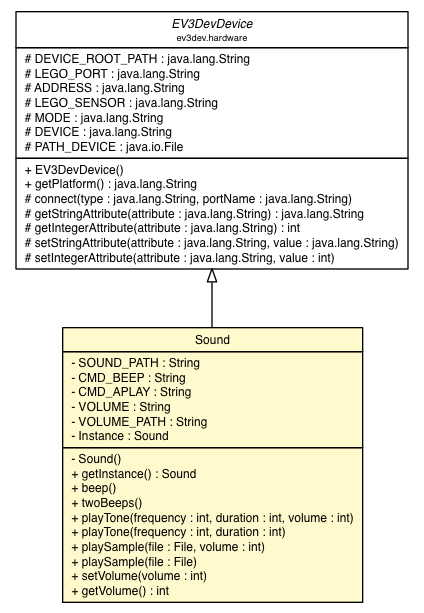 EV3DevDevice
ev3dev.hardware
# DEVICE_ROOT_PATH : java.lang.String
# LEGO_PORT : java.lang.String
# ADDRESS : java.lang.String
# LEGO_SENSOR : java.lang.String
# MODE : java.lang.String
# DEVICE : java.lang.String
# PATH_DEVICE : java.io.File
+ EV3DevDevice()
+ getPlatform() : java.lang.String
# connect(type : java.lang.String, portName : java.lang.String)
# getStringAttribute(attribute : java.lang.String) : java.lang.String
# getIntegerAttribute(attribute : java.lang.String) : int
# setStringAttribute(attribute : java.lang.String, value : java.lang.String)
# setIntegerAttribute(attribute : java.lang.String, value : int)
Sound
- SOUND_PATH : String
- CMD_BEEP : String
- CMD_APLAY : String
- VOLUME : String
- VOLUME_PATH : String
- Instance : Sound
- Sound()
+ getInstance() : Sound
+ beep()
+ twoBeeps()
+ playTone(frequency : int, duration : int, volume : int)
+ playTone(frequency : int, duration : int)
+ playSample(file : File, volume : int)
+ playSample(file : File)
+ setVolume(volume : int)
+ getVolume() : int